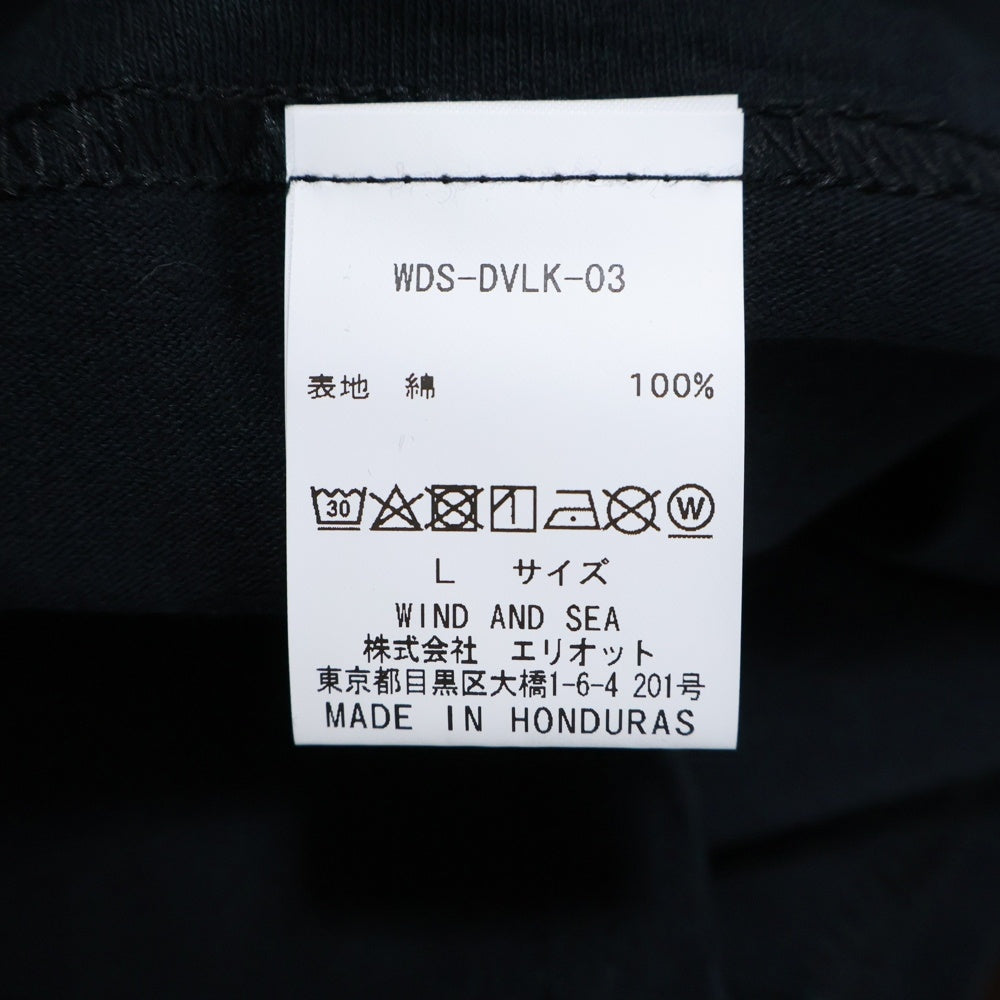 WDS-DVLK-03
表地 綿 100%
30 W
L サイズ
WIND AND SEA
株式会社 エリオット
東京都目黒区大橋1-6-4 201号
MADE IN HONDURAS